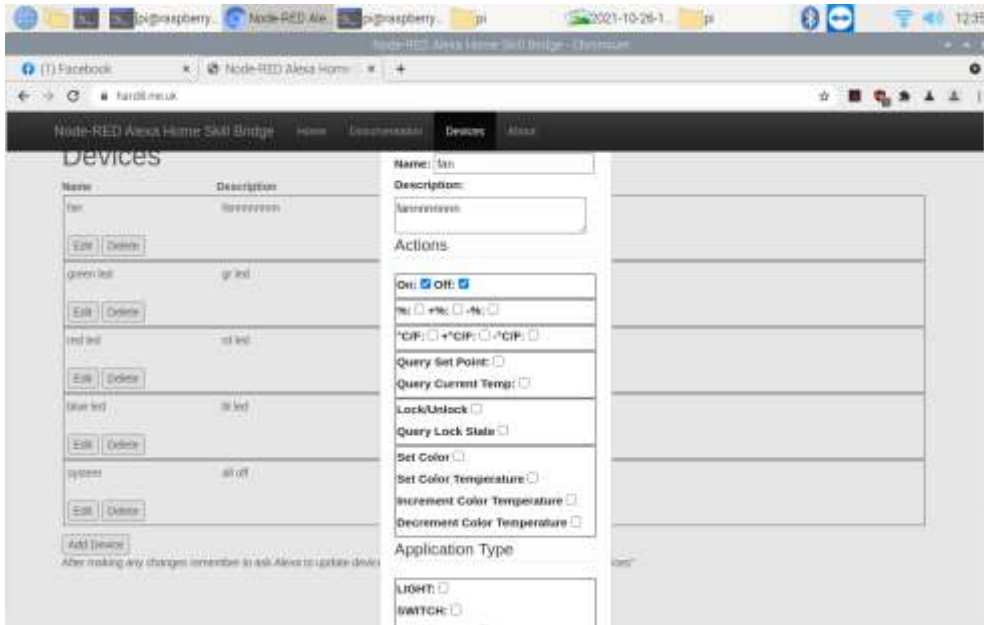 pi@raspberry... Node-RED Ale... pi@raspberry... pi 2021-10-26-1... pi 12:35
Node-RED Alexa Home Skill Bridge - Chromium
(1) Facebook Node-RED Alexa Home
hardill.me.uk
Node-RED Alexa Home Skill Bridge Home Documentation Devices About
Devices
Name Description
fan
Edit Delete
green led gr led
Edit Delete
red led rd led
Edit Delete
blue led bl led
Edit Delete
system all off
Edit Delete
Add Device
After making any changes remember to ask Alexa to update
Name: fan
Description:
Actions
On: Off:
%: +%: -%:
°C/F: +°C/F: -°C/F:
Query Set Point:
Query Current Temp:
Lock/Unlock
Query Lock State
Set Color
Set Color Temperature
Increment Color Temperature
Decrement Color Temperature
Application Type
LIGHT:
SWITCH: